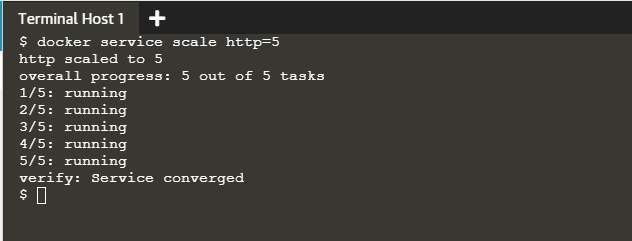 Terminal Host 1 +
$ docker service scale http=5
http scaled to 5
overall progress: 5 out of 5 tasks
1/5: running
2/5: running
3/5: running
4/5: running
5/5: running
verify: Service converged
$